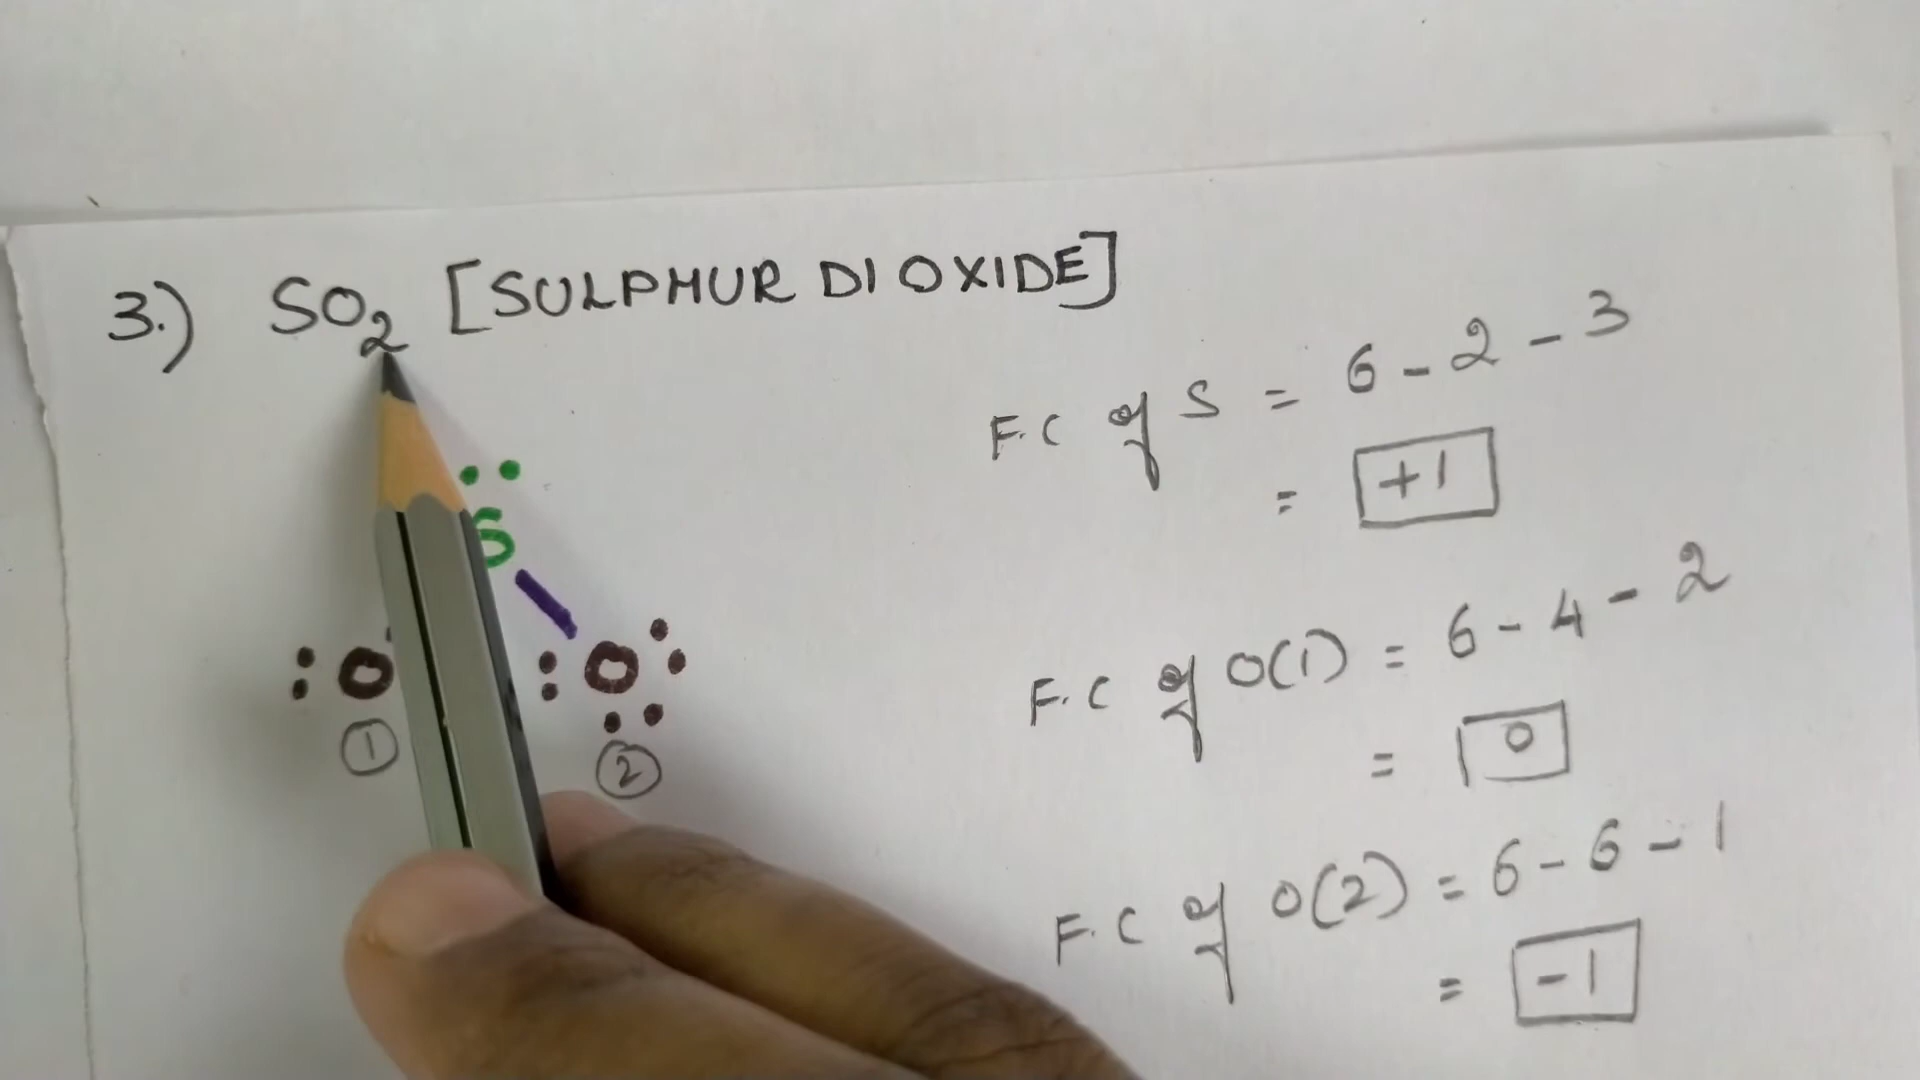 3.) SO₂ [SULPHUR DI OXIDE]
F.C of S = 6 - 2 - 3
= +1
S
O O
1 2
F.C of O(1) = 6 - 4 - 2
= 0
F.C of O(2) = 6 - 6 - 1
= -1